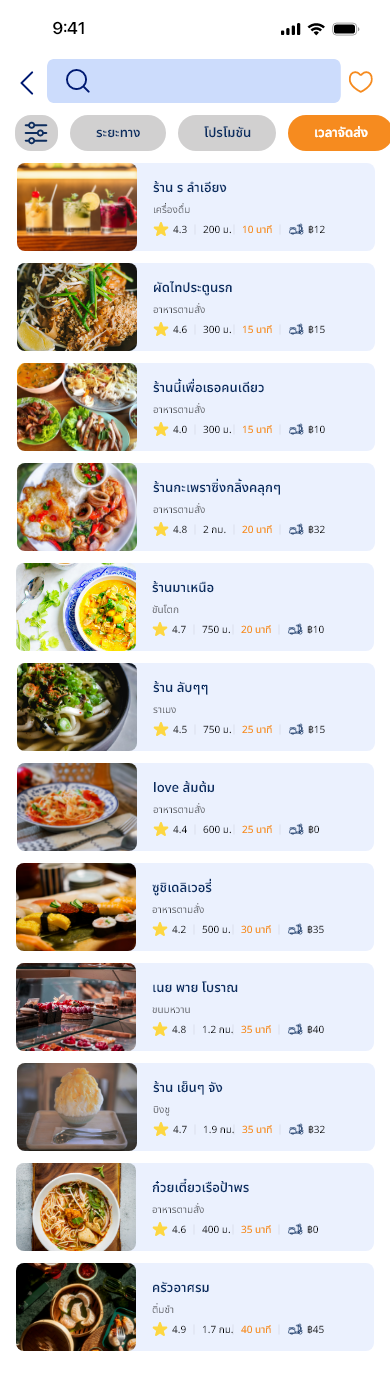 9:41
ระยะทาง โปรโมชัน เวลาจัดส่ง
ร้าน ร ลำเอียง
เครื่องดื่ม
4.3 200 ม. 10 นาที ฿12
ผัดไทประตูนรก
อาหารตามสั่ง
4.6 300 ม. 15 นาที ฿15
ร้านนี้เพื่อเธอคนเดียว
อาหารตามสั่ง
4.0 300 ม. 15 นาที ฿10
ร้านกะเพราซิ่งกลิ้งคลุกๆ
อาหารตามสั่ง
4.8 2 กม. 20 นาที ฿32
ร้านมาเหนือ
ขันโตก
4.7 750 ม. 20 นาที ฿10
ร้าน ลับๆๆ
ราเมง
4.5 750 ม. 25 นาที ฿15
love ส้มต้ม
อาหารตามสั่ง
4.4 600 ม. 25 นาที ฿0
ซูชิเดลิเวอรี่
อาหารตามสั่ง
4.2 500 ม. 30 นาที ฿35
เนย พาย โบราณ
ขนมหวาน
4.8 1.2 กม. 35 นาที ฿40
ร้าน เย็นๆ จัง
บิงซู
4.7 1.9 กม. 35 นาที ฿32
ก๋วยเตี๋ยวเรือป้าพร
อาหารตามสั่ง
4.6 400 ม. 35 นาที ฿0
ครัวอาศรม
ติ่มซำ
4.9 1.7 กม. 40 นาที ฿45